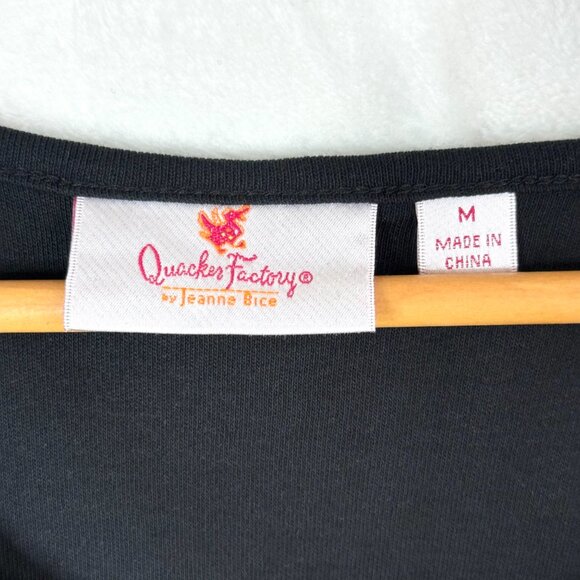 Quacker Factory®
by Jeanne Bice
M
MADE IN
CHINA